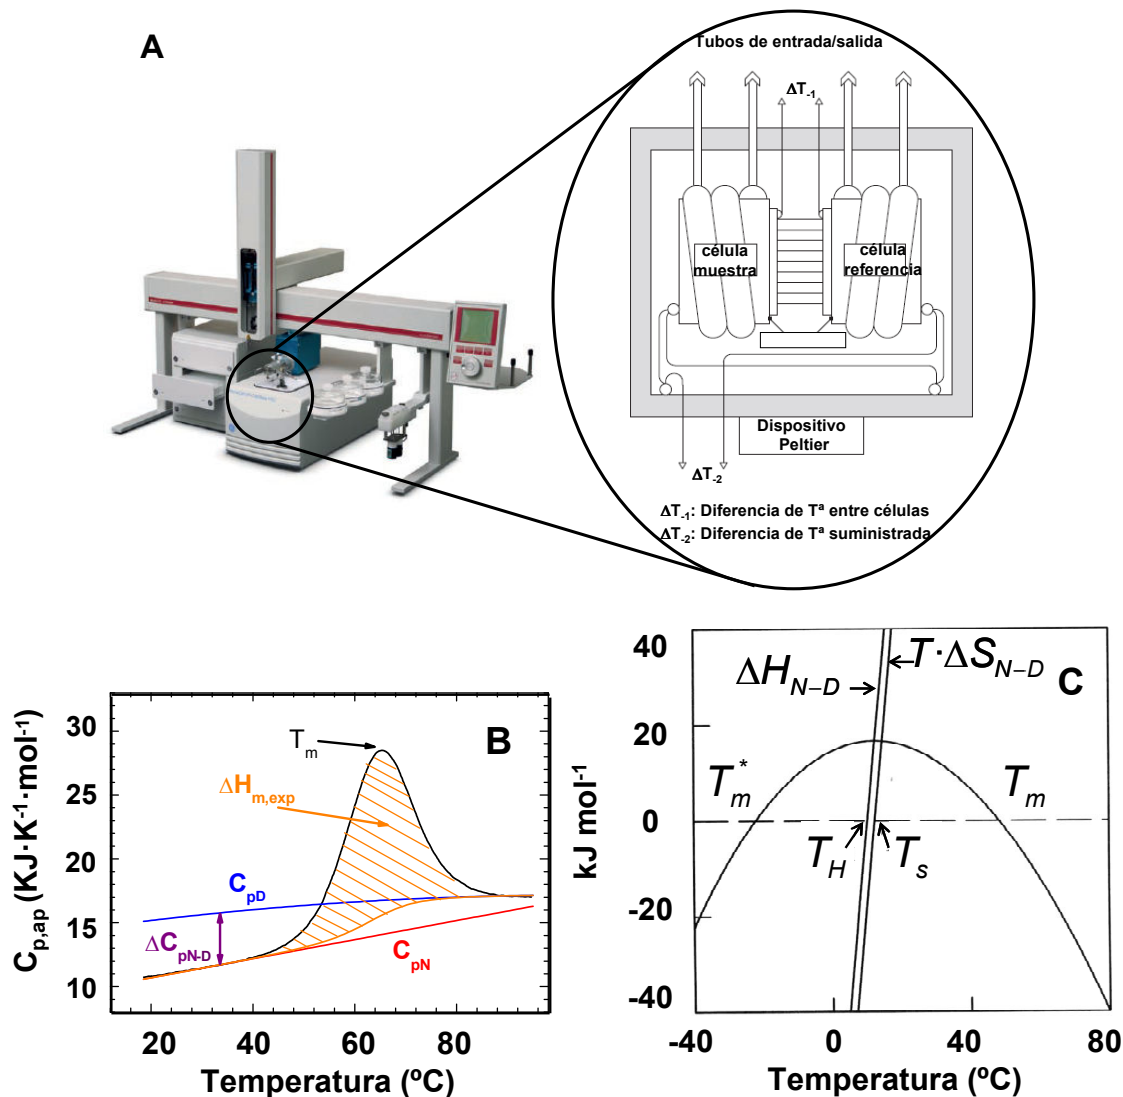 A
Tubos de entrada/salida
ΔT-1
célula
muestra
célula
referencia
Dispositivo
Peltier
ΔT-2
ΔT-1: Diferencia de Tª entre células
ΔT-2: Diferencia de Tª suministrada
B
Cp,ap (KJ·K-1·mol-1)
30
25
20
15
10
Tm
ΔHm,exp
CpD
ΔCpN-D
CpN
20 40 60 80
Temperatura (ºC)
C
kJ mol-1
40
20
0
-20
-40
ΔHN-D
T·ΔSN-D
Tm*
Tm
TH
Ts
-40 0 40 80
Temperatura (ºC)